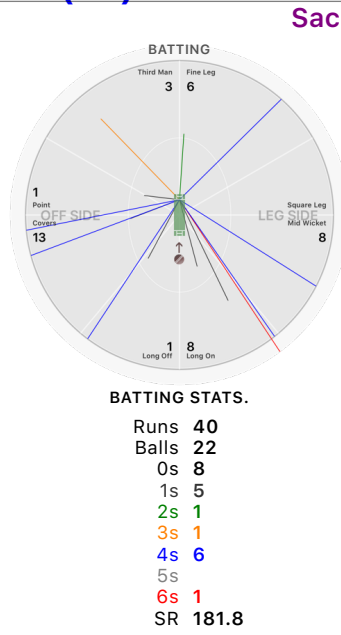 Sac
BATTING
Third Man Fine Leg
3 6
1
Point
Covers
13
OFF SIDE
LEG SIDE
Square Leg
Mid Wicket
8
1 8
Long Off Long On
BATTING STATS.
Runs 40
Balls 22
0s 8
1s 5
2s 1
3s 1
4s 6
5s
6s 1
SR 181.8